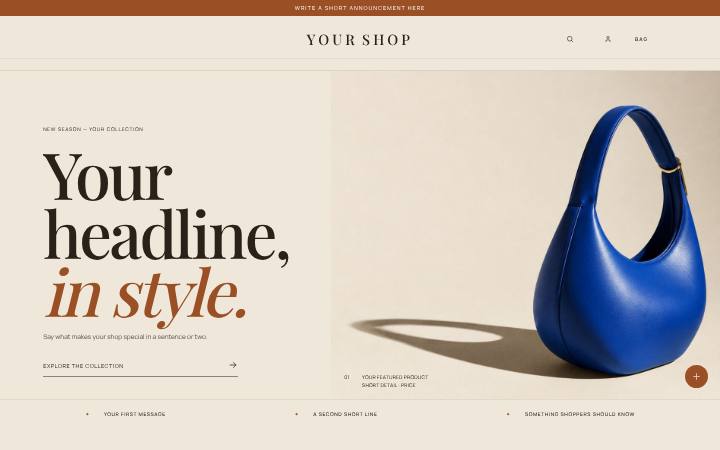 WRITE A SHORT ANNOUNCEMENT HERE
YOUR SHOP
BAG
NEW SEASON — YOUR COLLECTION
Your
headline,
in style.
Say what makes your shop special in a sentence or two.
EXPLORE THE COLLECTION
01 YOUR FEATURED PRODUCT
SHORT DETAIL · PRICE
YOUR FIRST MESSAGE
A SECOND SHORT LINE
SOMETHING SHOPPERS SHOULD KNOW